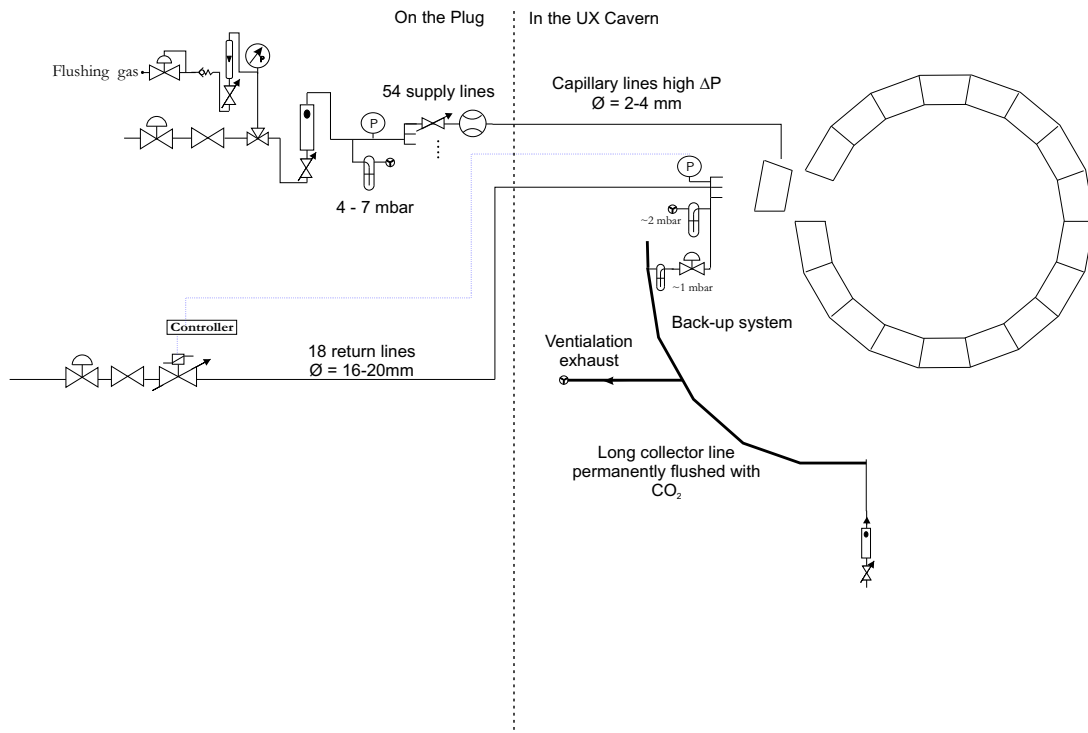 On the Plug
In the UX Cavern
Flushing gas
P
54 supply lines
Capillary lines high ΔP
Ø = 2-4 mm
P
P
4 - 7 mbar
~2 mbar
~1 mbar
Controller
Back-up system
18 return lines
Ø = 16-20mm
Ventialation
exhaust
Long collector line
permanently flushed with
CO₂